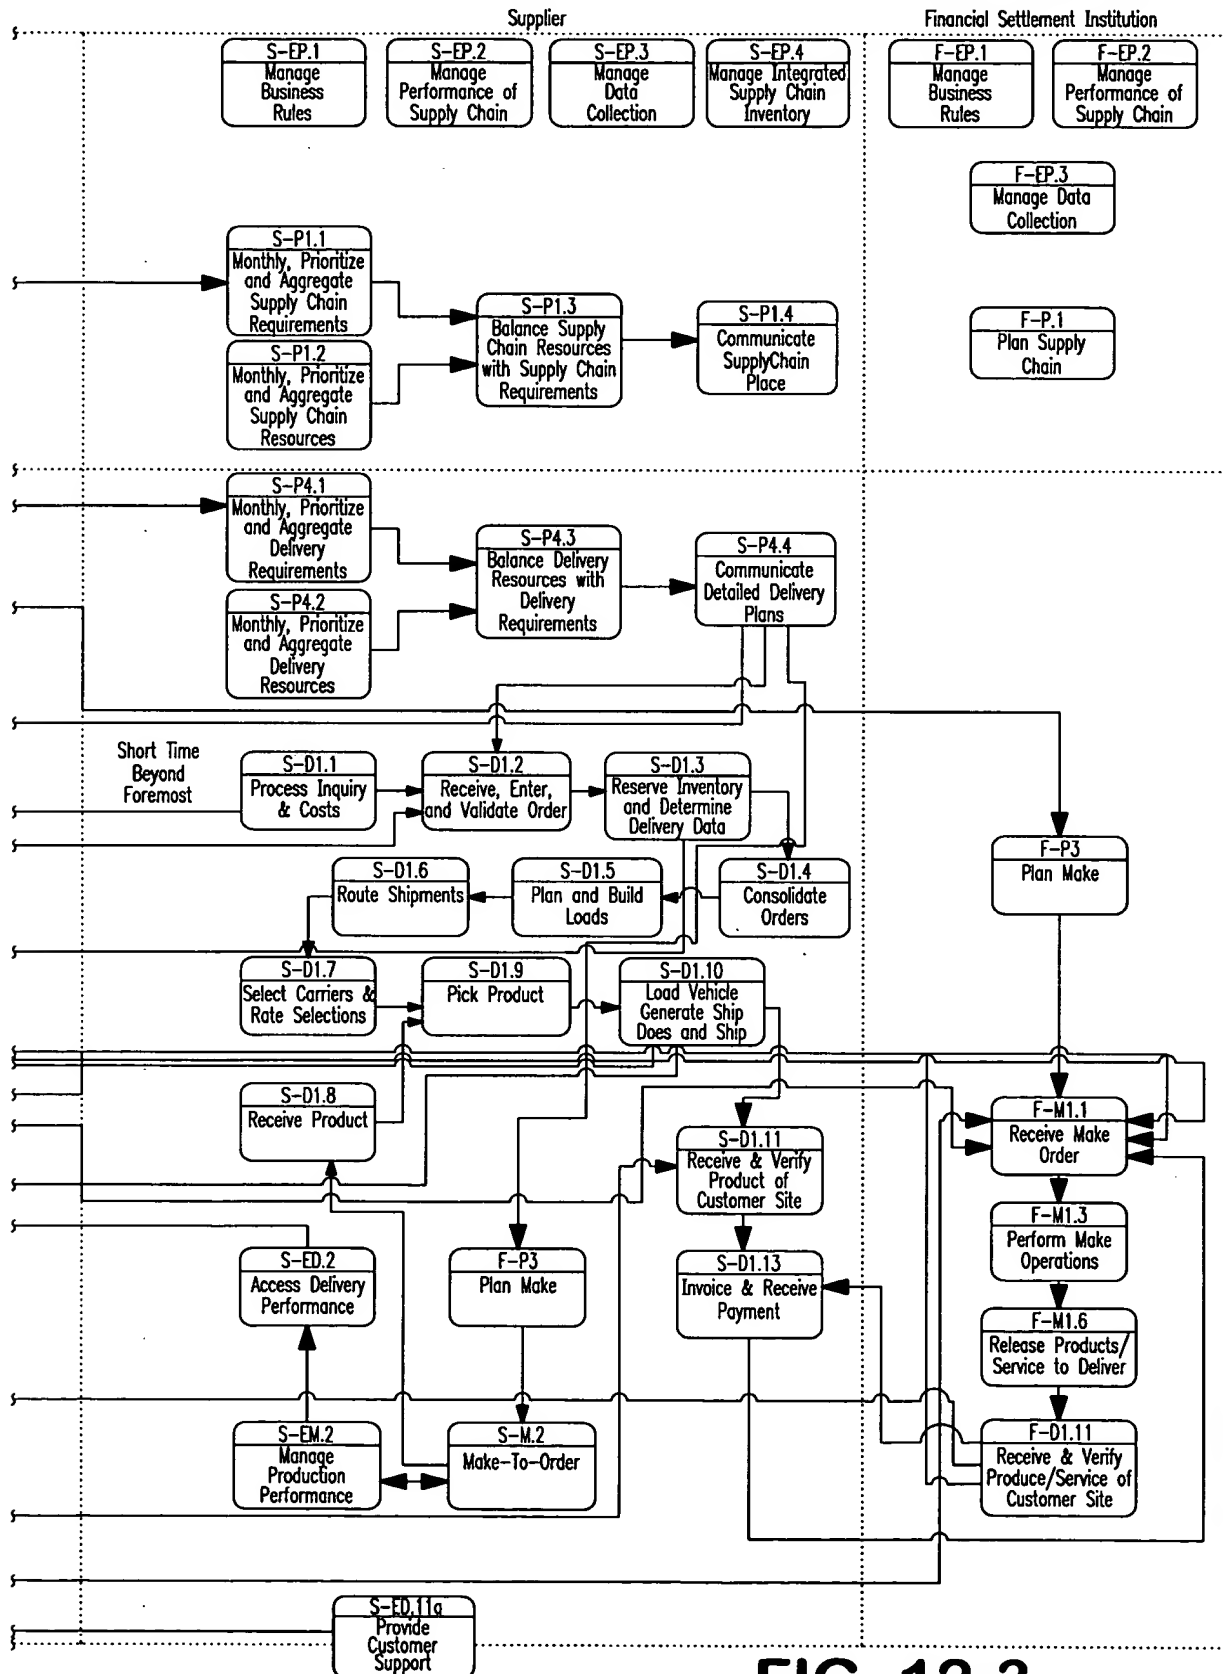 Supplier
Financial Settlement Institution
S-EP.1
Manage
Business
Rules
S-EP.2
Manage
Performance of
Supply Chain
S-EP.3
Manage
Data
Collection
S-EP.4
Manage Integrated
Supply Chain
Inventory
F-EP.1
Manage
Business
Rules
F-EP.2
Manage
Performance of
Supply Chain
F-EP.3
Manage Data
Collection
S-P1.1
Monthly, Prioritize
and Aggregate
Supply Chain
Requirements
S-P1.2
Monthly, Prioritize
and Aggregate
Supply Chain
Resources
S-P1.3
Balance Supply
Chain Resources
with Supply Chain
Requirements
S-P1.4
Communicate
SupplyChain
Place
F-P.1
Plan Supply
Chain
S-P4.1
Monthly, Prioritize
and Aggregate
Delivery
Requirements
S-P4.2
Monthly, Prioritize
and Aggregate
Delivery
Resources
S-P4.3
Balance Delivery
Resources with
Delivery
Requirements
S-P4.4
Communicate
Detailed Delivery
Plans
Short Time
Beyond
Foremost
S-D1.1
Process Inquiry
& Costs
S-D1.2
Receive, Enter,
and Validate Order
S-D1.3
Reserve Inventory
and Determine
Delivery Data
S-D1.6
Route Shipments
S-D1.5
Plan and Build
Loads
S-D1.4
Consolidate
Orders
F-P3
Plan Make
S-D1.7
Select Carriers &
Rate Selections
S-D1.9
Pick Product
S-D1.10
Load Vehicle
Generate Ship
Does and Ship
S-D1.8
Receive Product
S-D1.11
Receive & Verify
Product of
Customer Site
F-M1.1
Receive Make
Order
F-M1.3
Perform Make
Operations
S-ED.2
Access Delivery
Performance
F-P3
Plan Make
S-D1.13
Invoice & Receive
Payment
F-M1.6
Release Products/
Service to Deliver
S-EM.2
Manage
Production
Performance
S-M.2
Make-To-Order
F-D1.11
Receive & Verify
Produce/Service of
Customer Site
S-ED.11a
Provide
Customer
Support